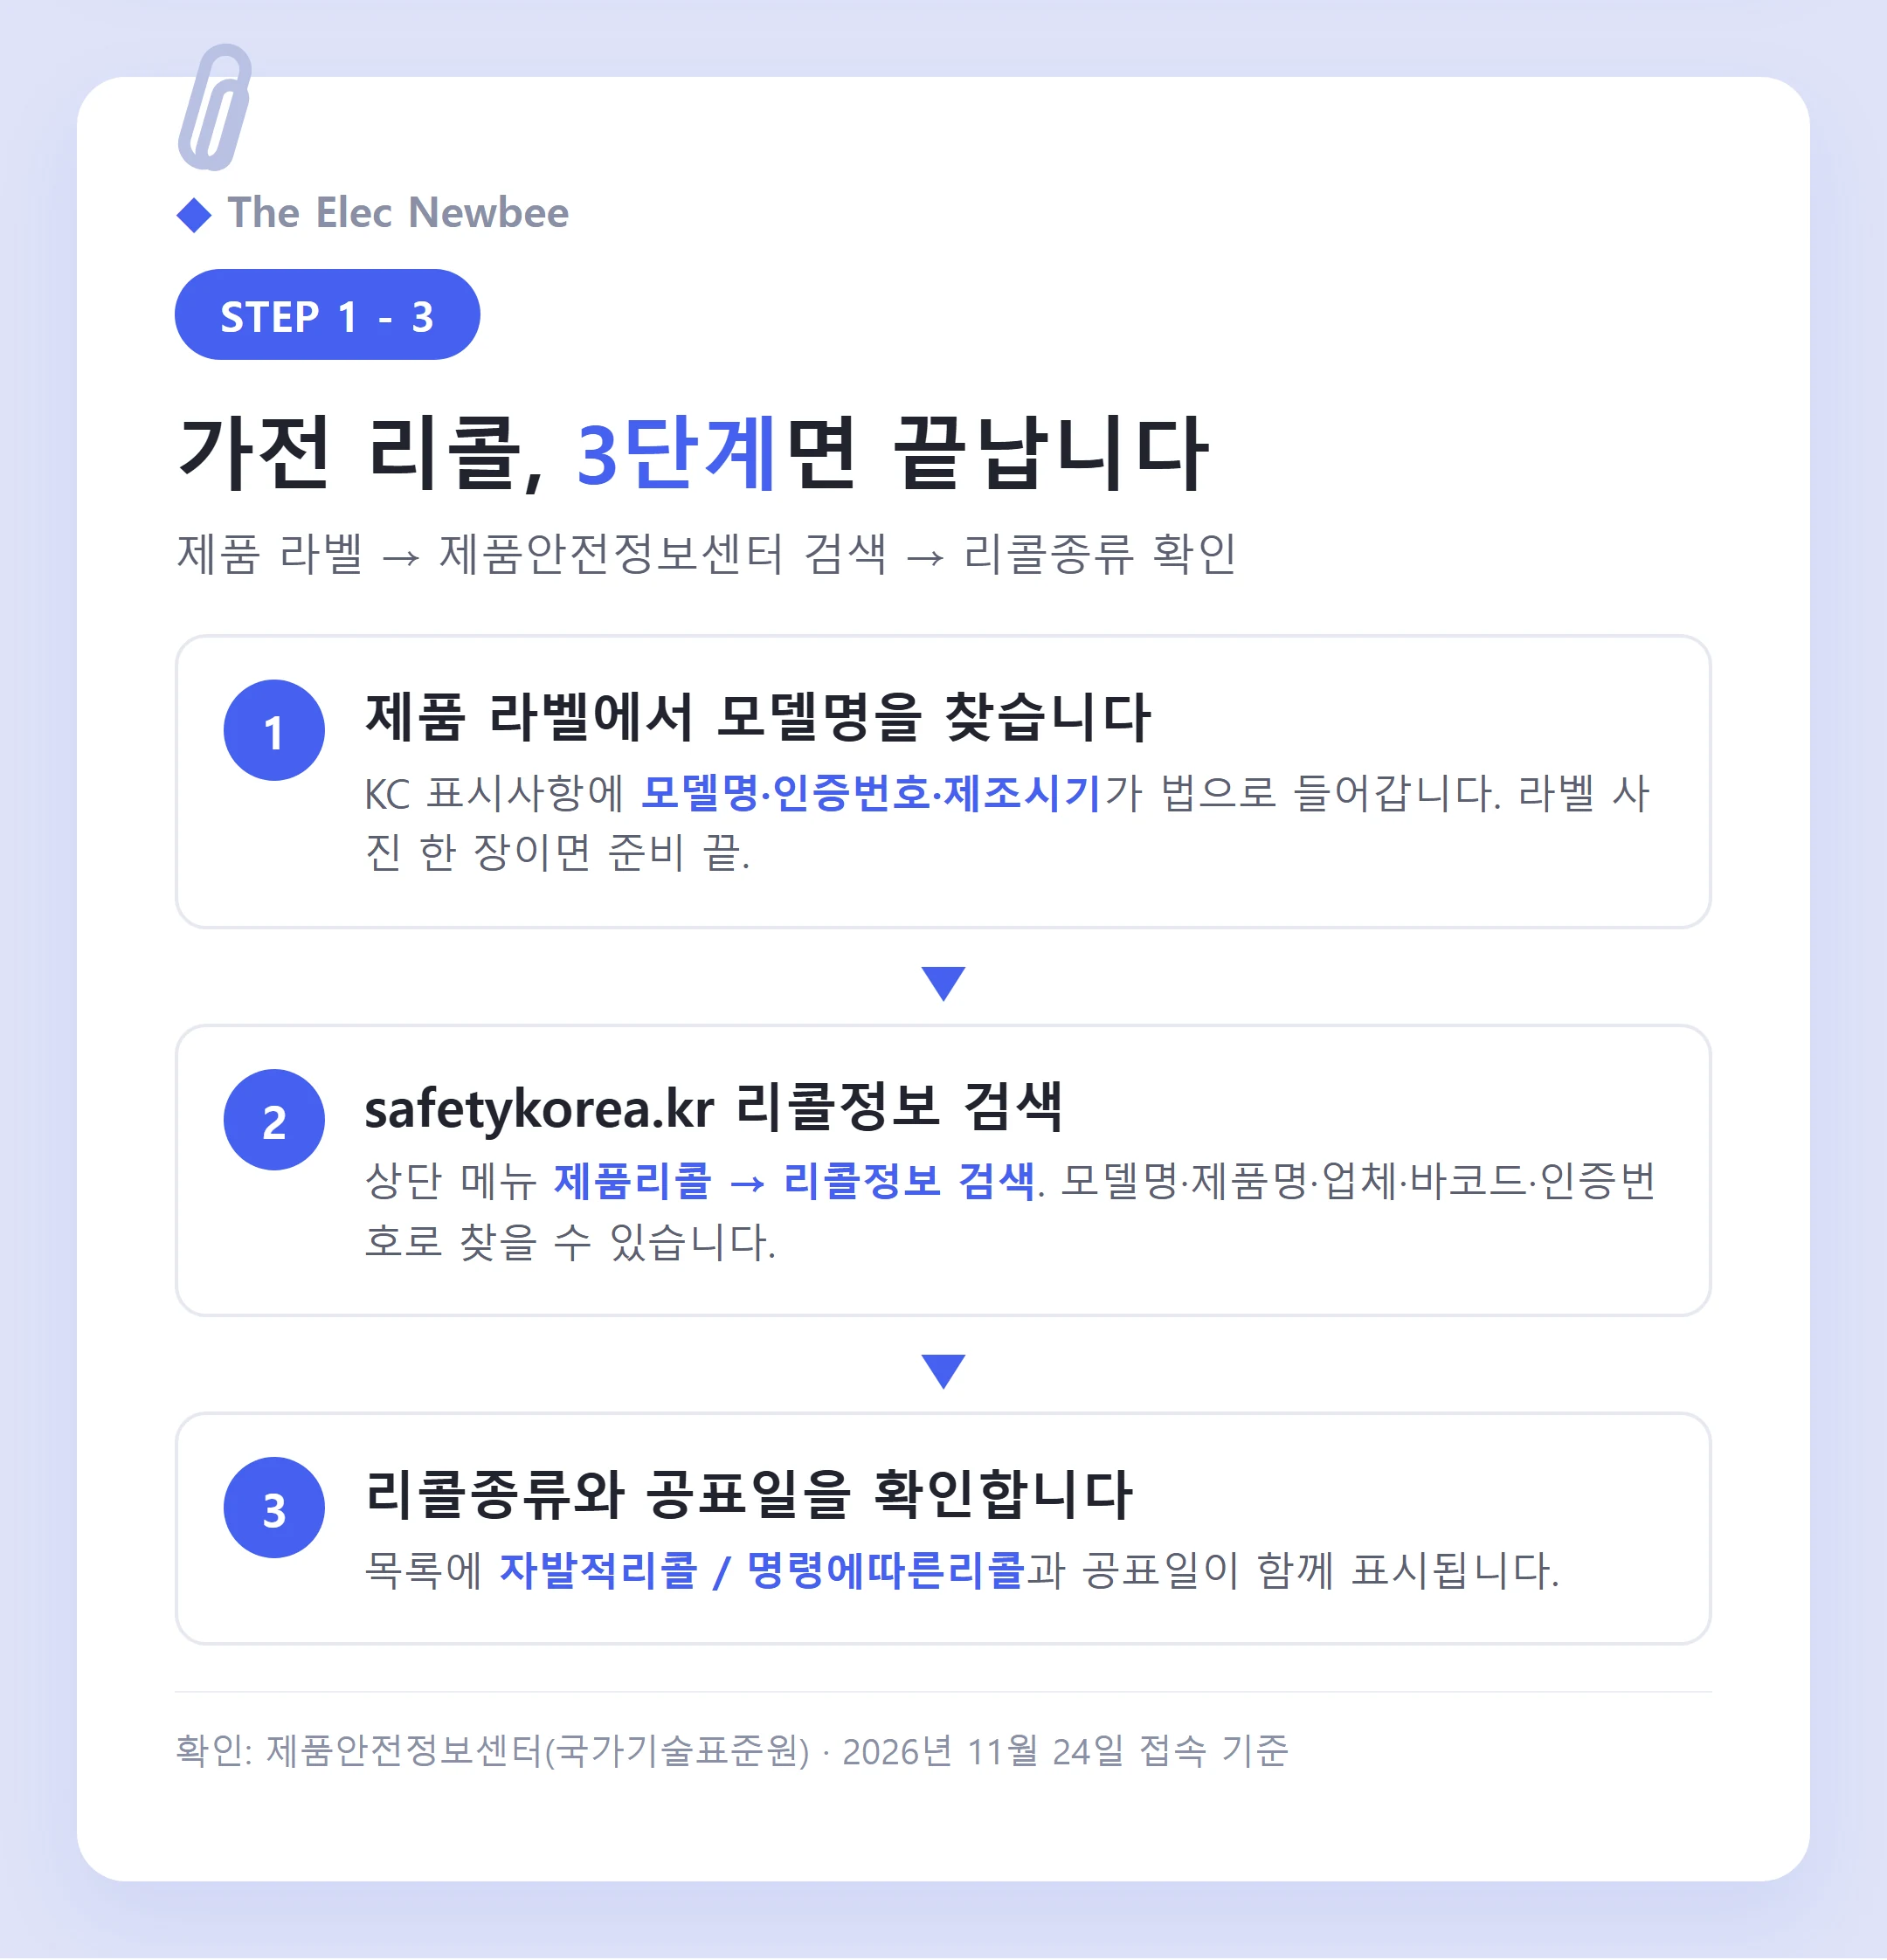 ◆ The Elec Newbee
STEP 1 - 3
가전 리콜, 3단계면 끝납니다
제품 라벨 → 제품안전정보센터 검색 → 리콜종류 확인
1
제품 라벨에서 모델명을 찾습니다
KC 표시사항에 모델명·인증번호·제조시기가 법으로 들어갑니다. 라벨 사
진 한 장이면 준비 끝.
2
safetykorea.kr 리콜정보 검색
상단 메뉴 제품리콜 → 리콜정보 검색. 모델명·제품명·업체·바코드·인증번
호로 찾을 수 있습니다.
3
리콜종류와 공표일을 확인합니다
목록에 자발적리콜 / 명령에따른리콜과 공표일이 함께 표시됩니다.
확인: 제품안전정보센터(국가기술표준원) · 2026년 11월 24일 접속 기준